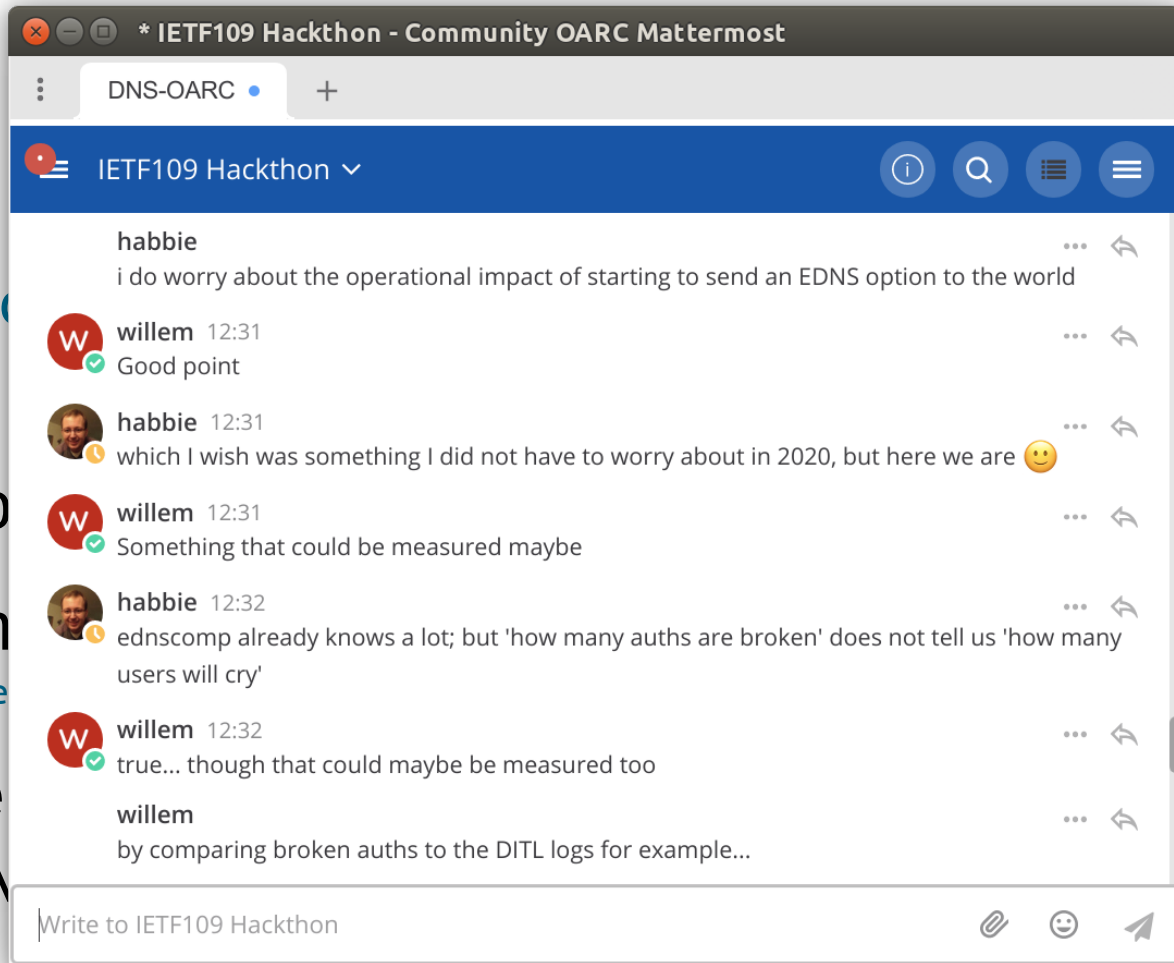 * IETF109 Hackthon - Community OARC Mattermost
DNS-OARC
IETF109 Hackthon
habbie
i do worry about the operational impact of starting to send an EDNS option to the world
W
willem 12:31
Good point
habbie 12:31
which I wish was something I did not have to worry about in 2020, but here we are 🙂
W
willem 12:31
Something that could be measured maybe
habbie 12:32
ednscomp already knows a lot; but 'how many auths are broken' does not tell us 'how many
users will cry'
W
willem 12:32
true... though that could maybe be measured too
willem
by comparing broken auths to the DITL logs for example...
Write to IETF109 Hackthon